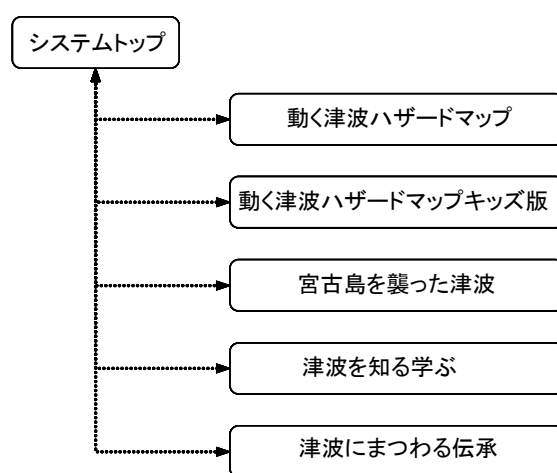 システムトップ
動く津波ハザードマップ
動く津波ハザードマップキッズ版
宮古島を襲った津波
津波を知る学ぶ
津波にまつわる伝承